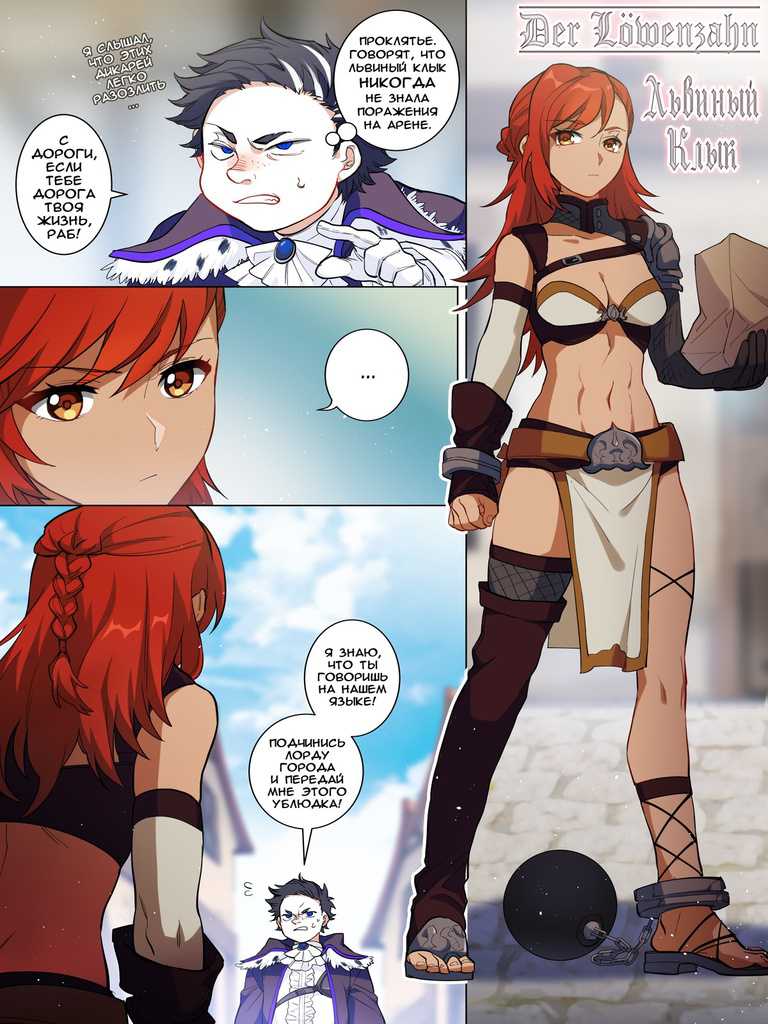 Я СЛЫШАЛ,
ЧТО ЭТИХ
ДИКАРЕЙ
ЛЕГКО
РАЗОЗЛИТЬ
...
ПРОКЛЯТЬЕ.
ГОВОРЯТ, ЧТО
ЛЬВИНЫЙ КЛЫК
НИКОГДА
НЕ ЗНАЛА
ПОРАЖЕНИЯ
НА АРЕНЕ.
С
ДОРОГИ,
ЕСЛИ
ТЕБЕ
ДОРОГА
ТВОЯ
ЖИЗНЬ,
РАБ!
Der Löwenzahn
Львиный
Клык
...
Я ЗНАЮ,
ЧТО ТЫ
ГОВОРИШЬ
НА НАШЕМ
ЯЗЫКЕ!
ПОДЧИНИСЬ
ЛОРДУ
ГОРОДА
И ПЕРЕДАЙ
МНЕ ЭТОГО
УБЛЮДКА!